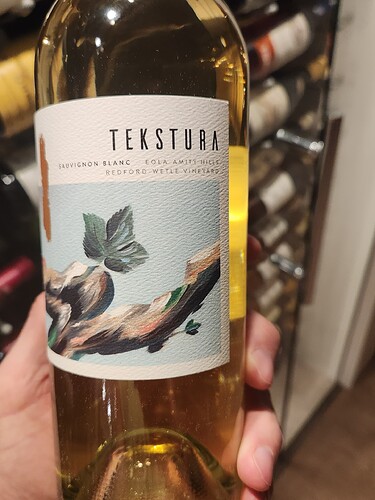 TEKSTURA
SAUVIGNON BLANC EOLA AMITY HILLS
REDFORD-WETLE VINEYARD